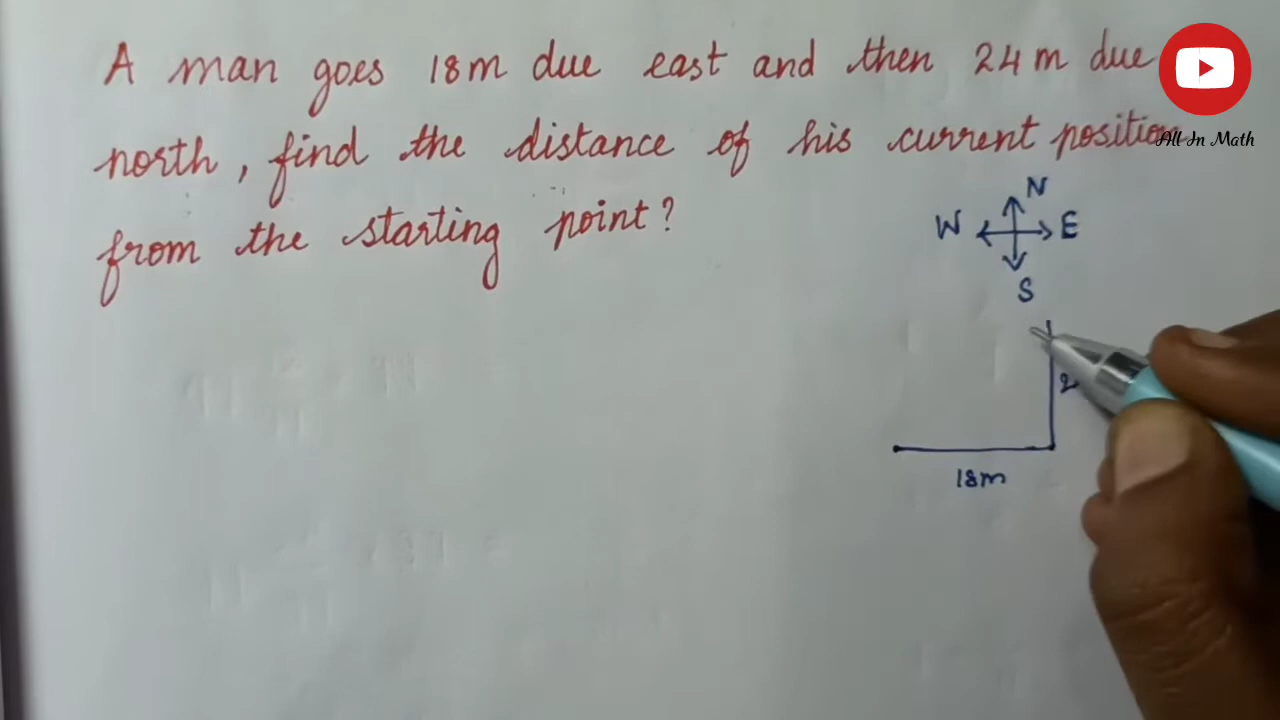 A man goes 18m due east and then 24m due
north, find the distance of his current position
from the starting point?
All In Math
N
W E
S
18m